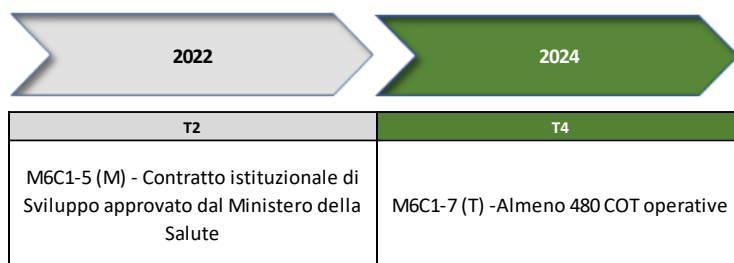 2022
2024
T2
T4
M6C1-5 (M) - Contratto istituzionale di
Sviluppo approvato dal Ministero della
Salute
M6C1-7 (T) -Almeno 480 COT operative